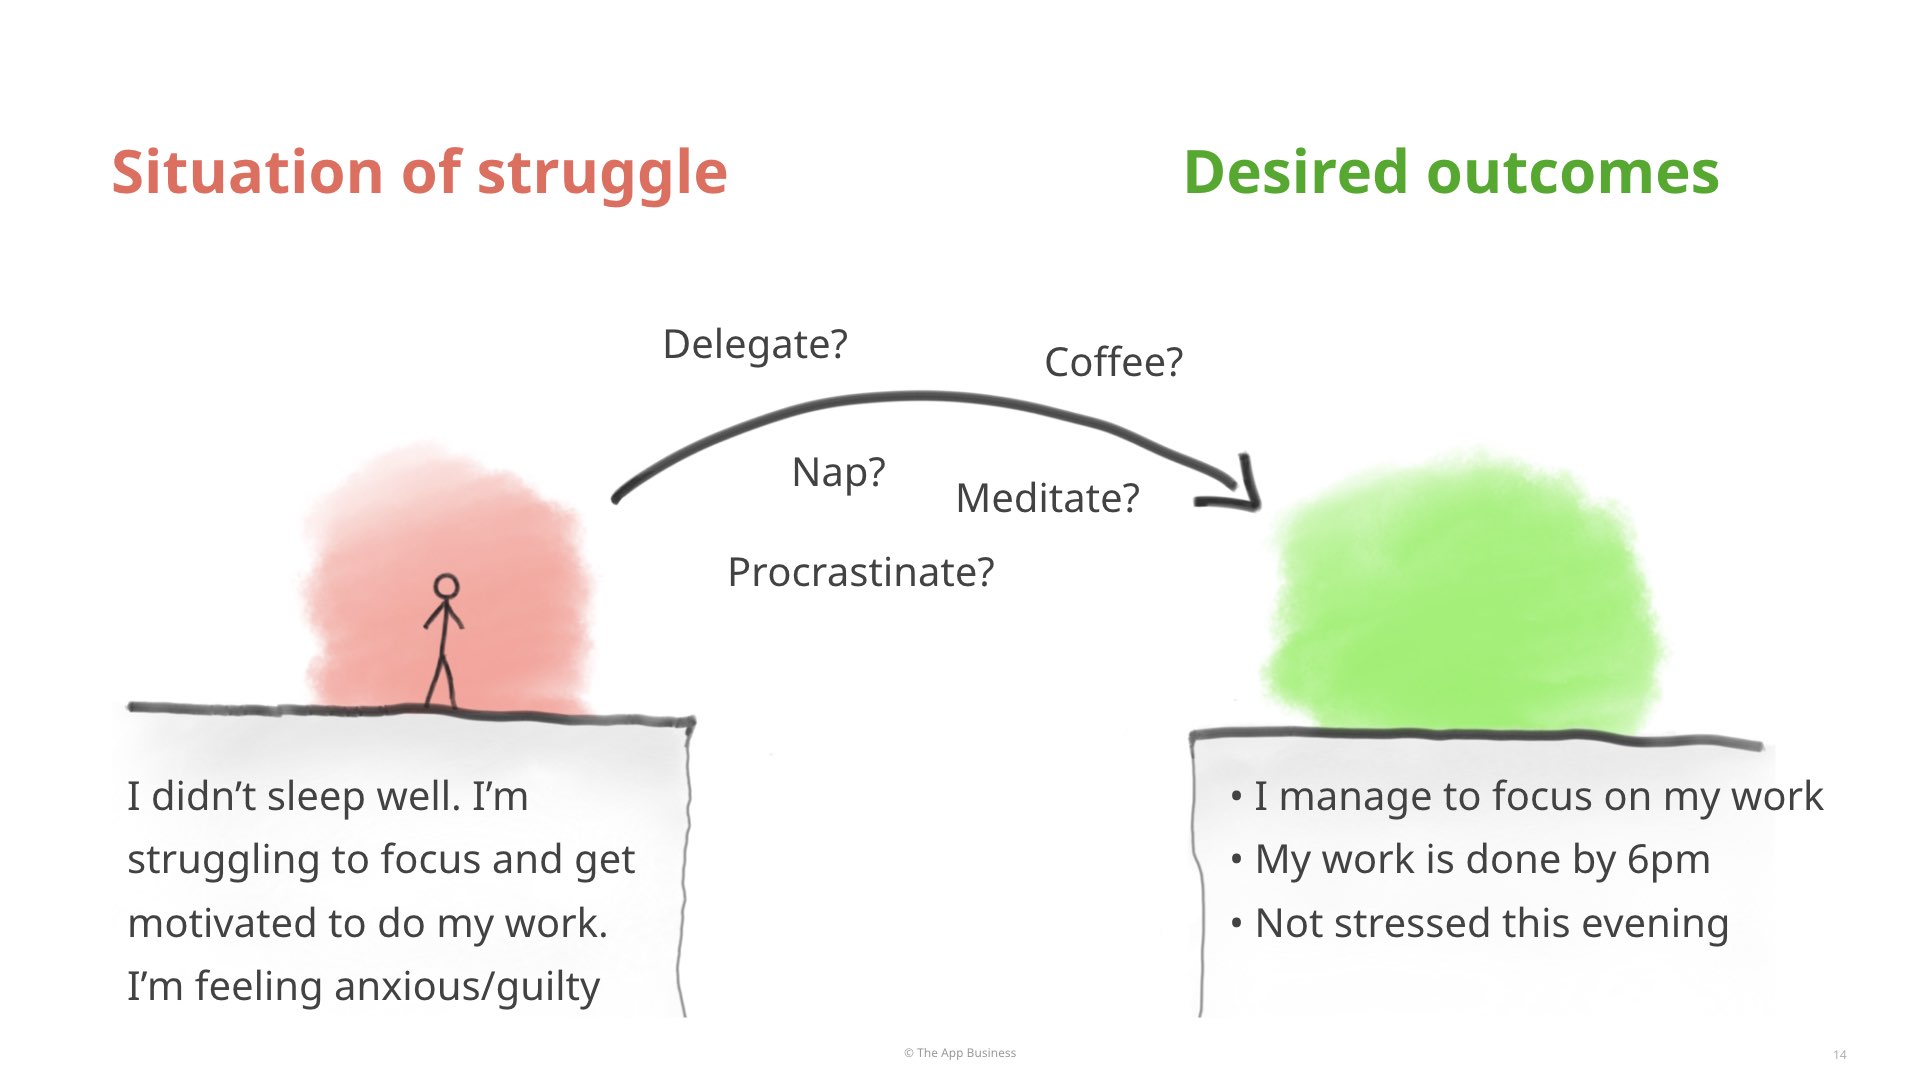 Situation of struggle
Desired outcomes
Delegate?
Coffee?
Nap?
Meditate?
Procrastinate?
I didn’t sleep well. I’m
struggling to focus and get
motivated to do my work.
I’m feeling anxious/guilty
• I manage to focus on my work
• My work is done by 6pm
• Not stressed this evening
© The App Business
14